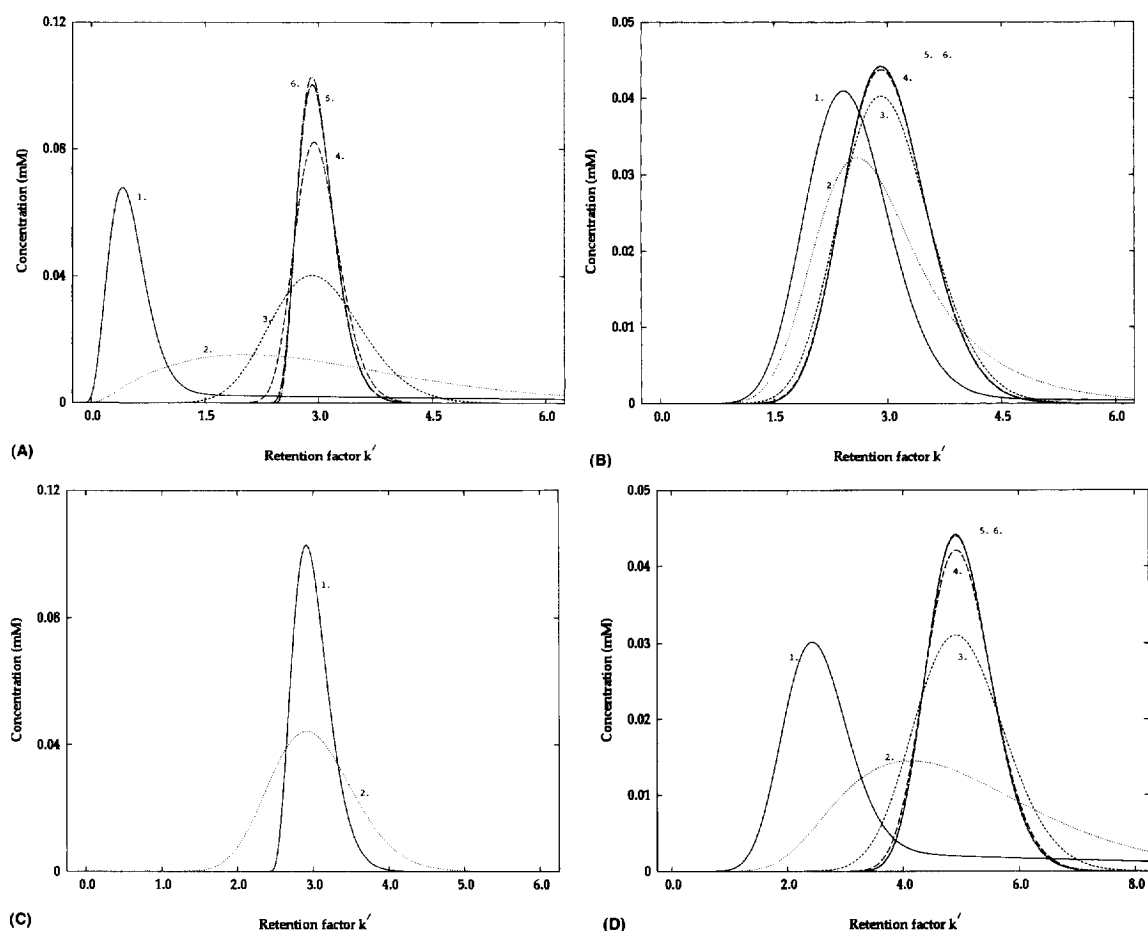 0.12
0.08
0.04
0
Concentration (mM)
6.
5.
4.
1.
3.
2.
0.0 1.5 3.0 4.5 6.0
(A)
Retention factor k′
0.05
0.04
0.03
0.02
0.01
0
Concentration (mM)
5. 6.
4.
1.
3.
2.
0.0 1.5 3.0 4.5 6.0
(B)
Retention factor k′
0.12
0.08
0.04
0
Concentration (mM)
1.
2.
0.0 1.0 2.0 3.0 4.0 5.0 6.0
(C)
Retention factor k′
0.05
0.04
0.03
0.02
0.01
0
Concentration (mM)
5. 6.
4.
1.
3.
2.
0.0 2.0 4.0 6.0 8.0
(D)
Retention factor k′